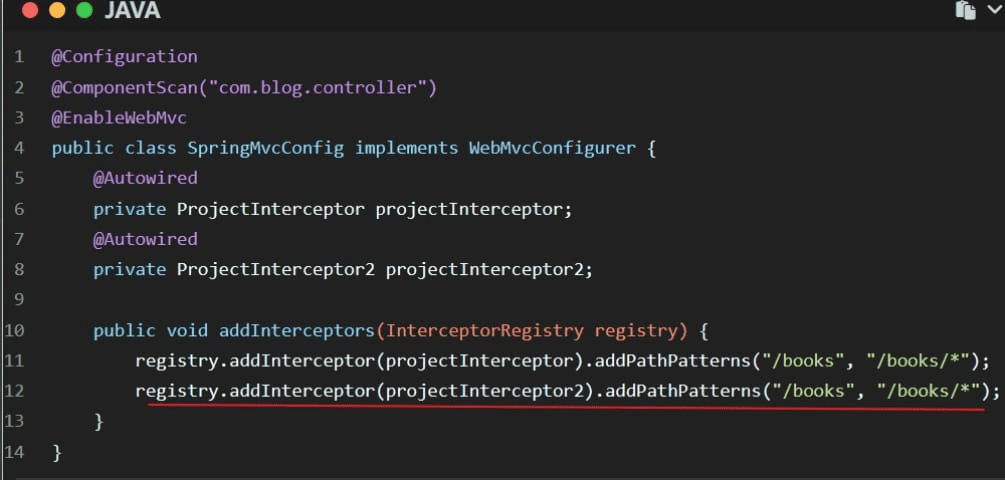 JAVA
1 @Configuration
2 @ComponentScan("com.blog.controller")
3 @EnableWebMvc
4 public class SpringMvcConfig implements WebMvcConfigurer {
5     @Autowired
6     private ProjectInterceptor projectInterceptor;
7     @Autowired
8     private ProjectInterceptor2 projectInterceptor2;
9
10     public void addInterceptors(InterceptorRegistry registry) {
11         registry.addInterceptor(projectInterceptor).addPathPatterns("/books", "/books/*");
12         registry.addInterceptor(projectInterceptor2).addPathPatterns("/books", "/books/*");
13     }
14 }